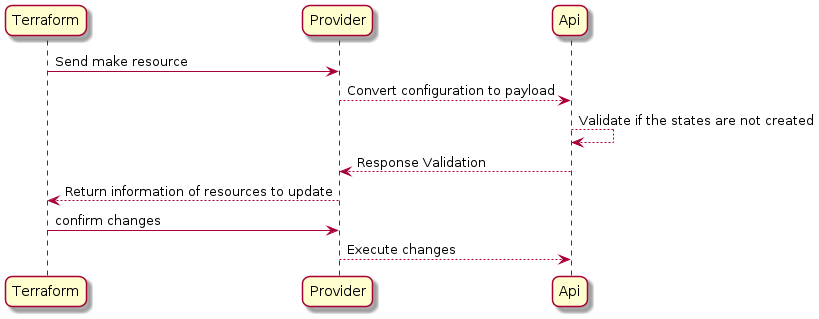 Terraform
Provider
Api
Send make resource
Convert configuration to payload
Validate if the states are not created
Response Validation
Return information of resources to update
confirm changes
Execute changes
Terraform
Provider
Api